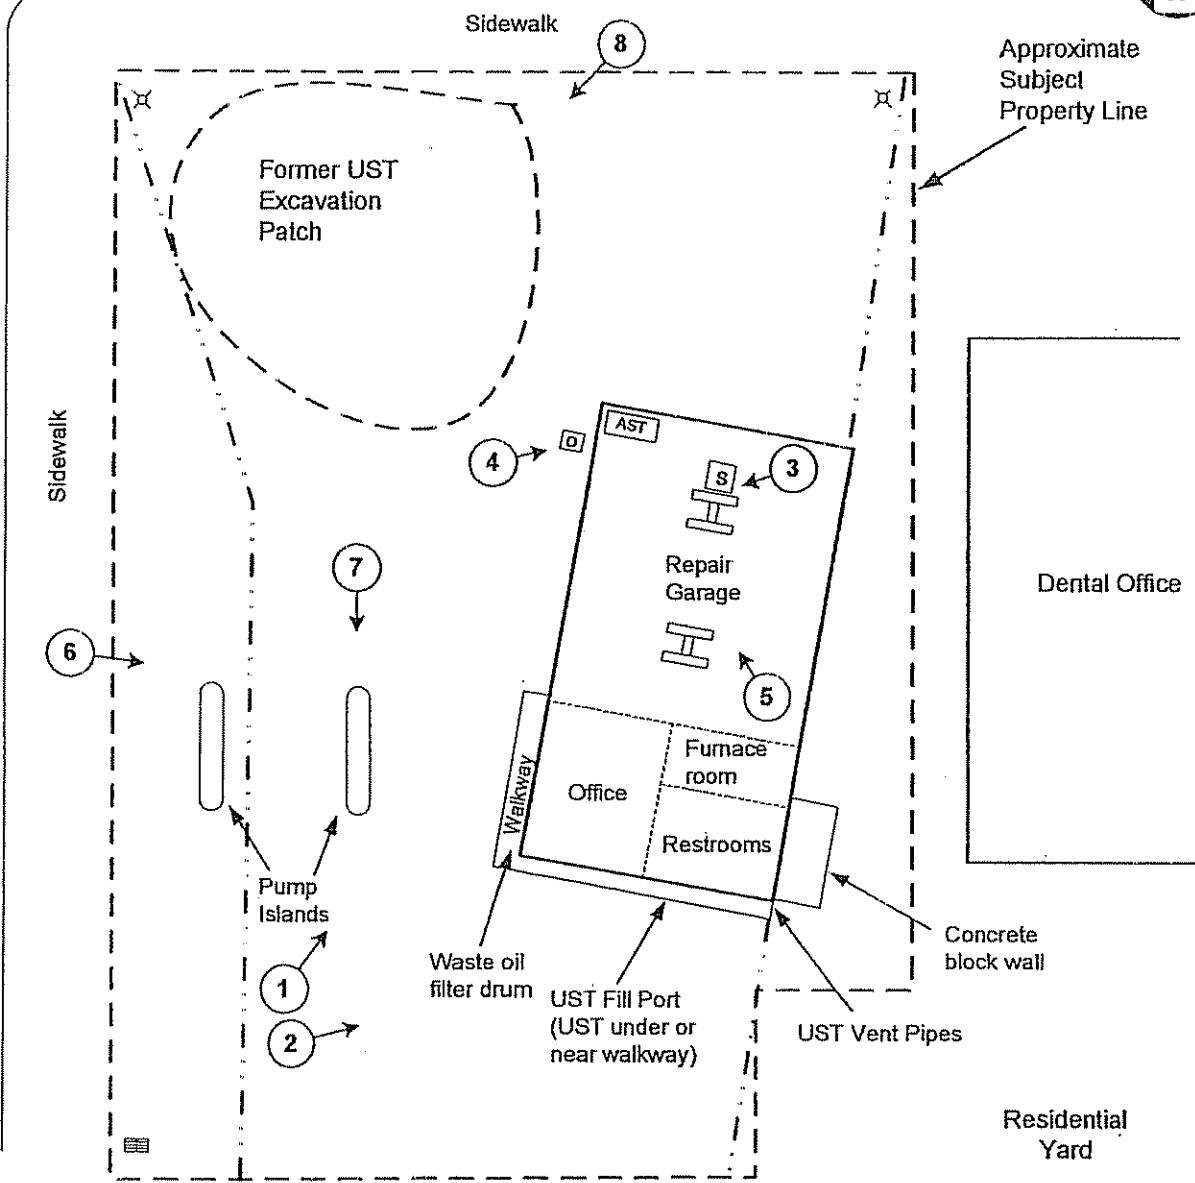 Sidewalk
8
Approximate
Subject
Property Line
Former UST
Excavation
Patch
Sidewalk
AST
D
4
S
3
Repair
Garage
Dental Office
7
6
5
Furnace
room
Walkway
Office
Restrooms
Pump
Islands
Waste oil
filter drum
UST Fill Port
(UST under or
near walkway)
Concrete
block wall
UST Vent Pipes
1
2
Residential
Yard